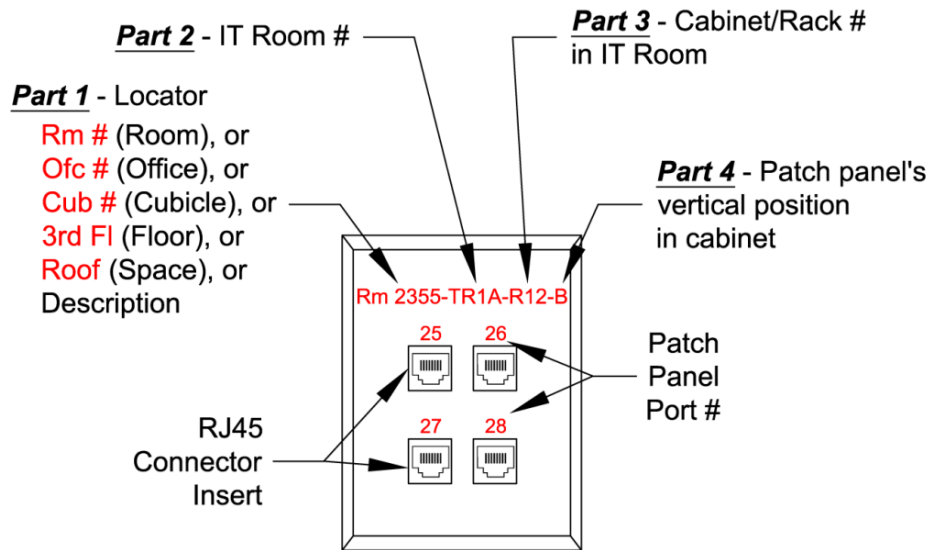 Part 2 - IT Room #
Part 3 - Cabinet/Rack #
in IT Room
Part 1 - Locator
Rm # (Room), or
Ofc # (Office), or
Cub # (Cubicle), or
3rd Fl (Floor), or
Roof (Space), or
Description
Part 4 - Patch panel's
vertical position
in cabinet
Rm 2355-TR1A-R12-B
25 26
27 28
Patch
Panel
Port #
RJ45
Connector
Insert